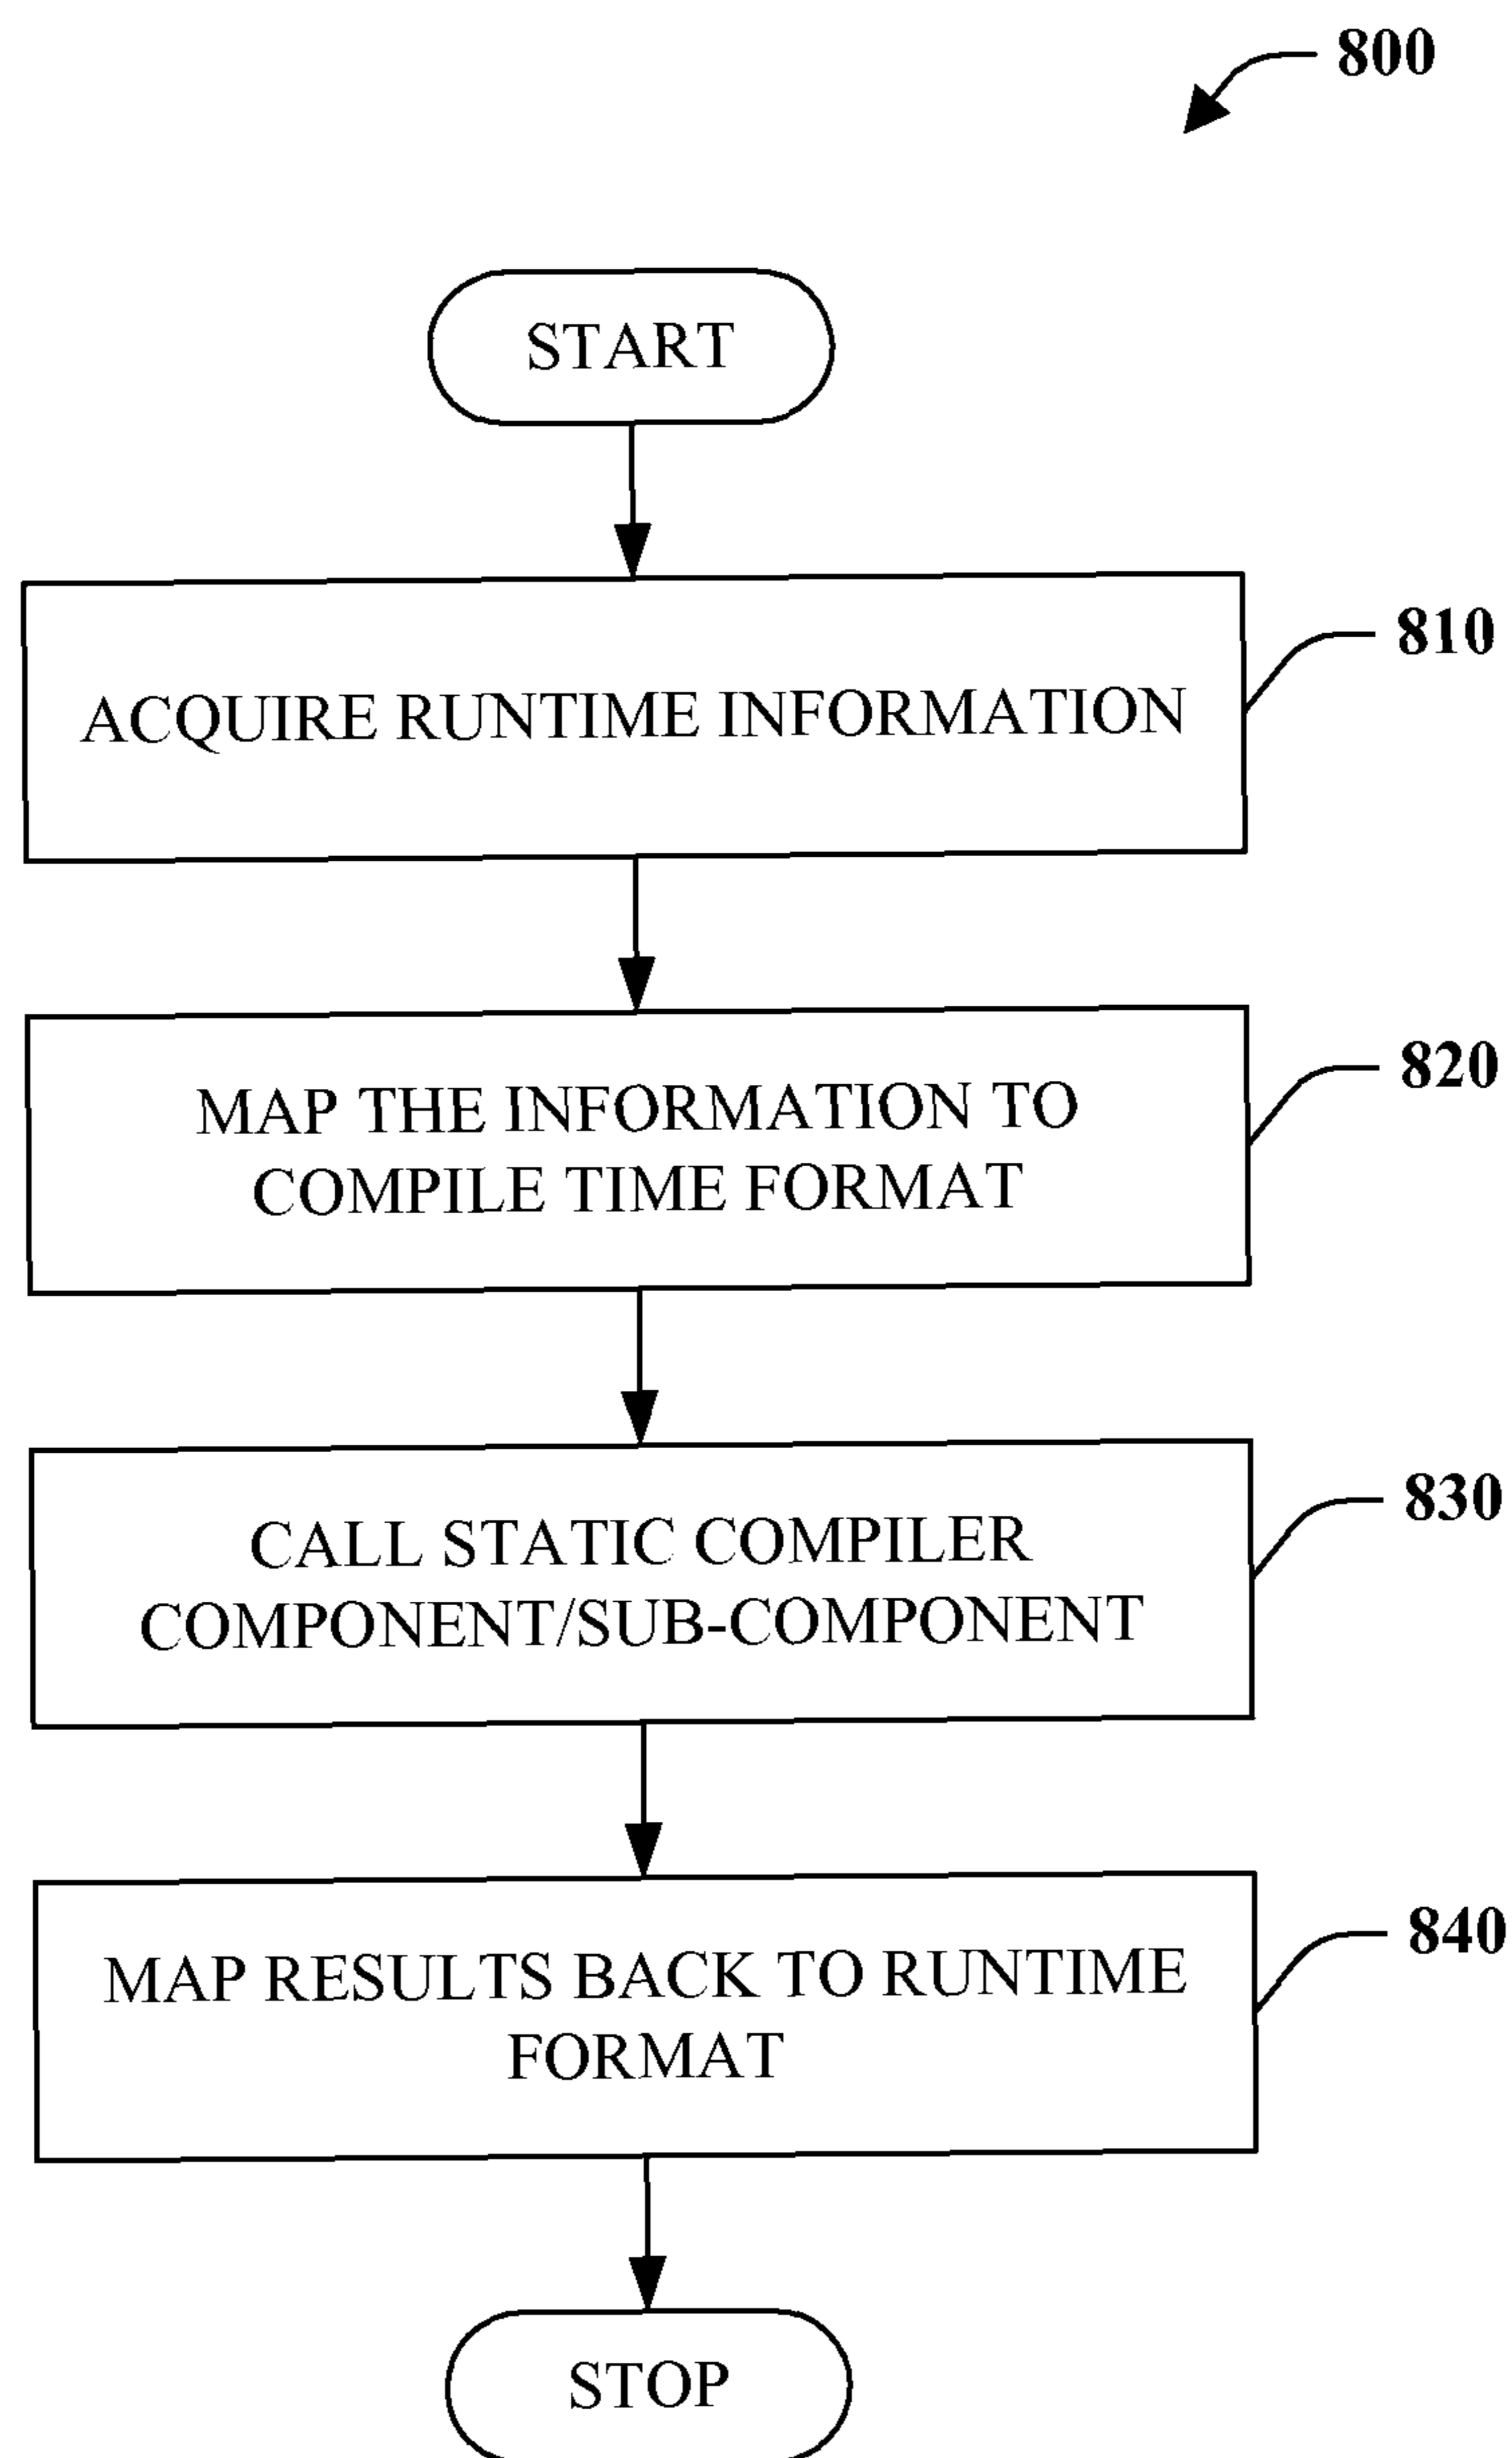 800
START
810
ACQUIRE RUNTIME INFORMATION
820
MAP THE INFORMATION TO
COMPILE TIME FORMAT
830
CALL STATIC COMPILER
COMPONENT/SUB-COMPONENT
840
MAP RESULTS BACK TO RUNTIME
FORMAT
STOP